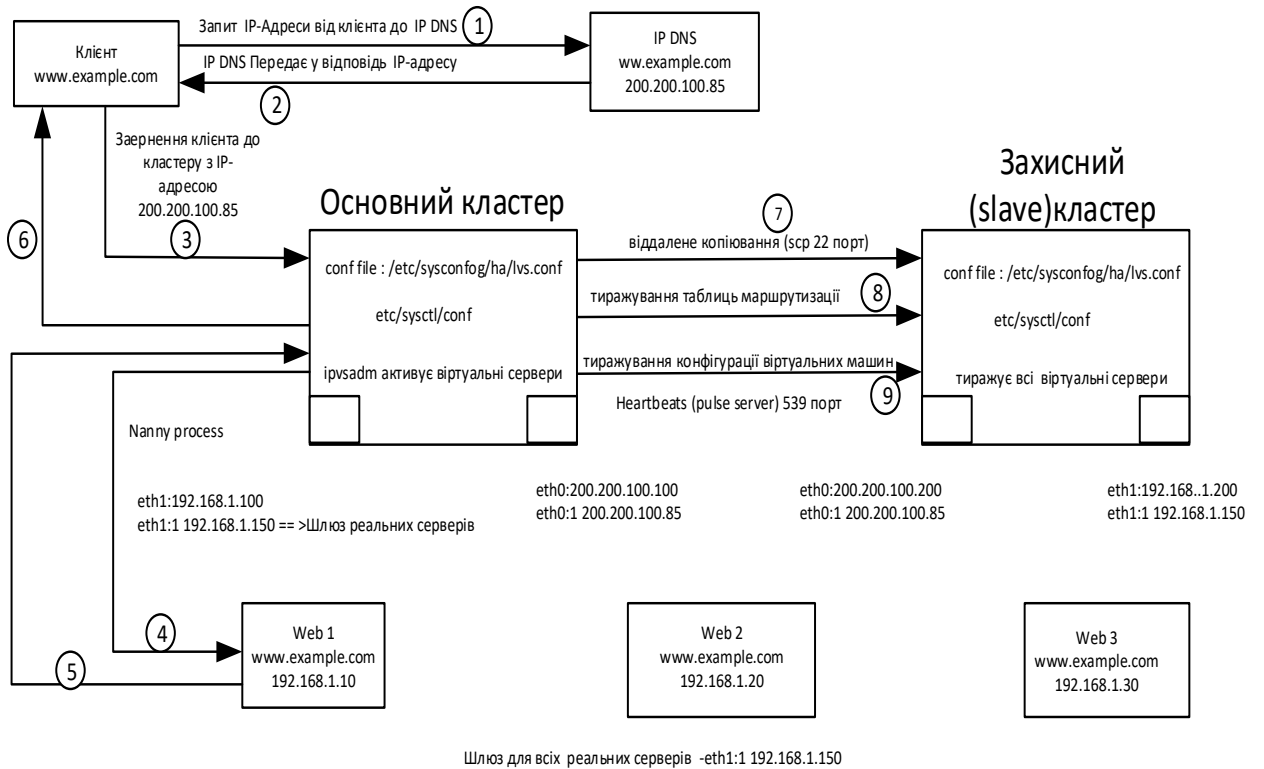 Запит IP-Адреси від клієнта до IP DNS
1
Клієнт
www.example.com
IP DNS
ww.example.com
200.200.100.85
IP DNS Передає у відповідь IP-адресу
2
Заернення клієнта до
кластеру з IP-
адресою
200.200.100.85
3
6
Основний кластер
Захисний
(slave)кластер
7
віддалене копіювання (scp 22 порт)
conf file : /etc/sysconfog/ha/lvs.conf
etc/sysctl/conf
ipvsadm активує віртуальні сервери
тиражування таблиць маршрутизації
8
тиражування конфігурації віртуальних машин
9
Heartbeats (pulse server) 539 порт
conf file : /etc/sysconfog/ha/lvs.conf
etc/sysctl/conf
тиражує всі віртуальні сервери
Nanny process
eth1:192.168.1.100
eth1:1 192.168.1.150 == >Шлюз реальних серверів
eth0:200.200.100.100
eth0:1 200.200.100.85
eth0:200.200.100.200
eth0:1 200.200.100.85
eth1:192.168..1.200
eth1:1 192.168.1.150
4
5
Web 1
www.example.com
192.168.1.10
Web 2
www.example.com
192.168.1.20
Web 3
www.example.com
192.168.1.30
Шлюз для всіх реальних серверів -eth1:1 192.168.1.150